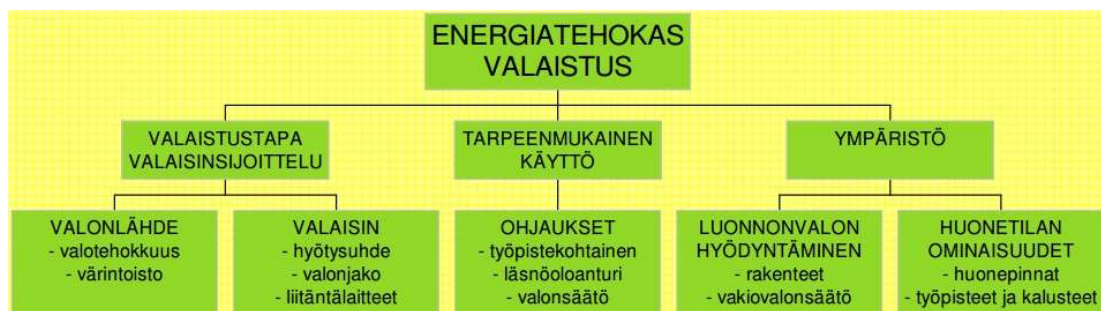 ENERGIATEHOKAS
VALAISTUS
VALAISTUSTAPA
VALAISINSIJOITTELU
TARPEENMUKAINEN
KÄYTTÖ
YMPÄRISTÖ
VALONLÄHDE
- valotehokkuus
- värintoisto
VALAISIN
- hyötysuhde
- valonjako
- liitäntälaitteet
OHJAUKSET
- työpistekohtainen
- läsnöoloanturi
- valonsäätö
LUONNONVALON
HYÖDYNTÄMINEN
- rakenteet
- vakiovalonsäätö
HUONETILAN
OMINAISUUDET
- huonepinnat
- työpisteet ja kalusteet